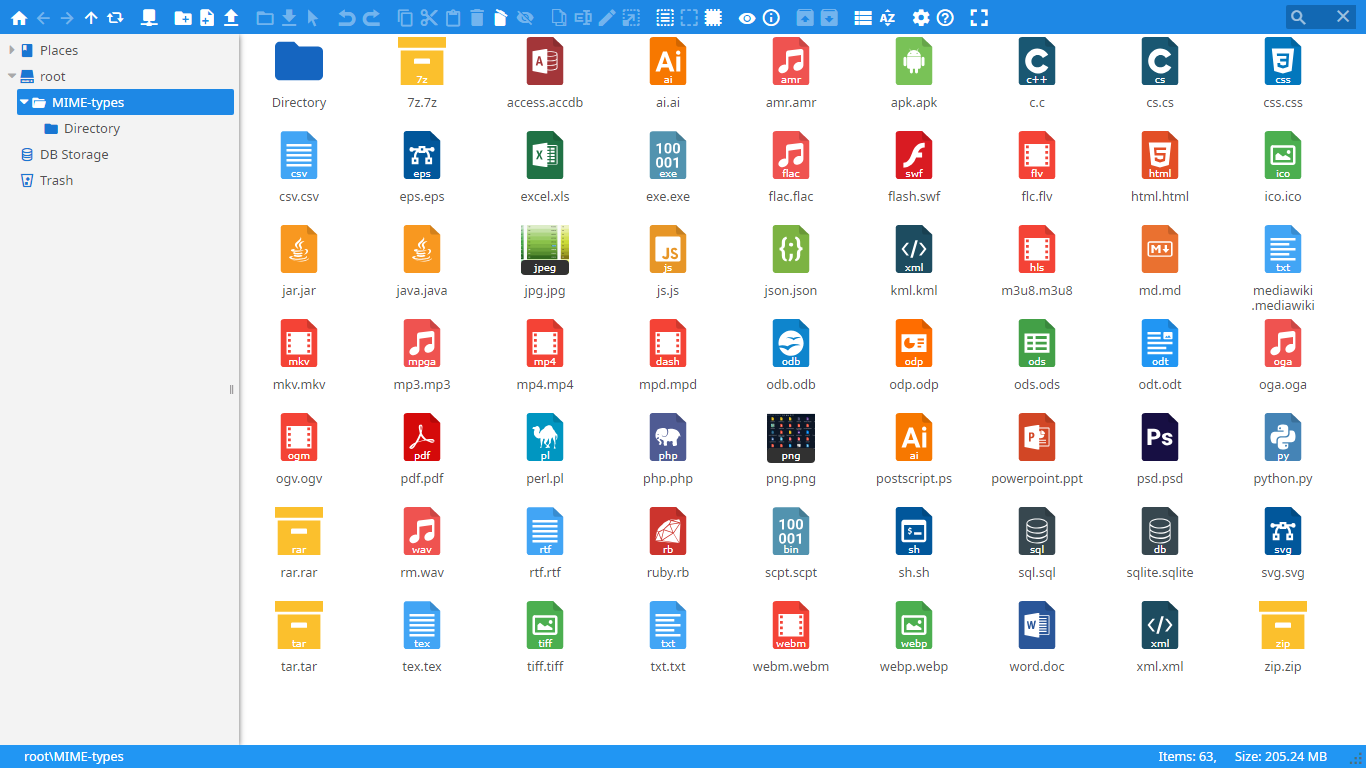 AZ
Places
root
MIME-types
Directory
DB Storage
Trash
7z
A
Ai
ai
amr
C
c++
C
cs
3
css
Directory
7z.7z
access.accdb
ai.ai
amr.amr
apk.apk
c.c
cs.cs
css.css
csv
eps
X
100
001
exe
flac
swf
flv
5
html
ico
csv.csv
eps.eps
excel.xls
exe.exe
flac.flac
flash.swf
flc.flv
html.html
ico.ico
jpeg
JS
js
{;}
</>
xml
hls
M
txt
jar.jar
java.java
jpg.jpg
js.js
json.json
kml.kml
m3u8.m3u8
md.md
mediawiki
.mediawiki
mkv
mpga
mp4
dash
odb
odp
ods
odt
oga
mkv.mkv
mp3.mp3
mp4.mp4
mpd.mpd
odb.odb
odp.odp
ods.ods
odt.odt
oga.oga
ogm
pdf
pl
php
png
Ai
ai
P
Ps
py
ogv.ogv
pdf.pdf
perl.pl
php.php
png.png
postscript.ps
powerpoint.ppt
psd.psd
python.py
rar
wav
rtf
rb
100
001
bin
$-
sh
sql
db
svg
rar.rar
rm.wav
rtf.rtf
ruby.rb
scpt.scpt
sh.sh
sql.sql
sqlite.sqlite
svg.svg
tar
tex
tiff
txt
webm
webp
W
</>
xml
zip
tar.tar
tex.tex
tiff.tiff
txt.txt
webm.webm
webp.webp
word.doc
xml.xml
zip.zip
root\MIME-types
Items: 63, Size: 205.24 MB